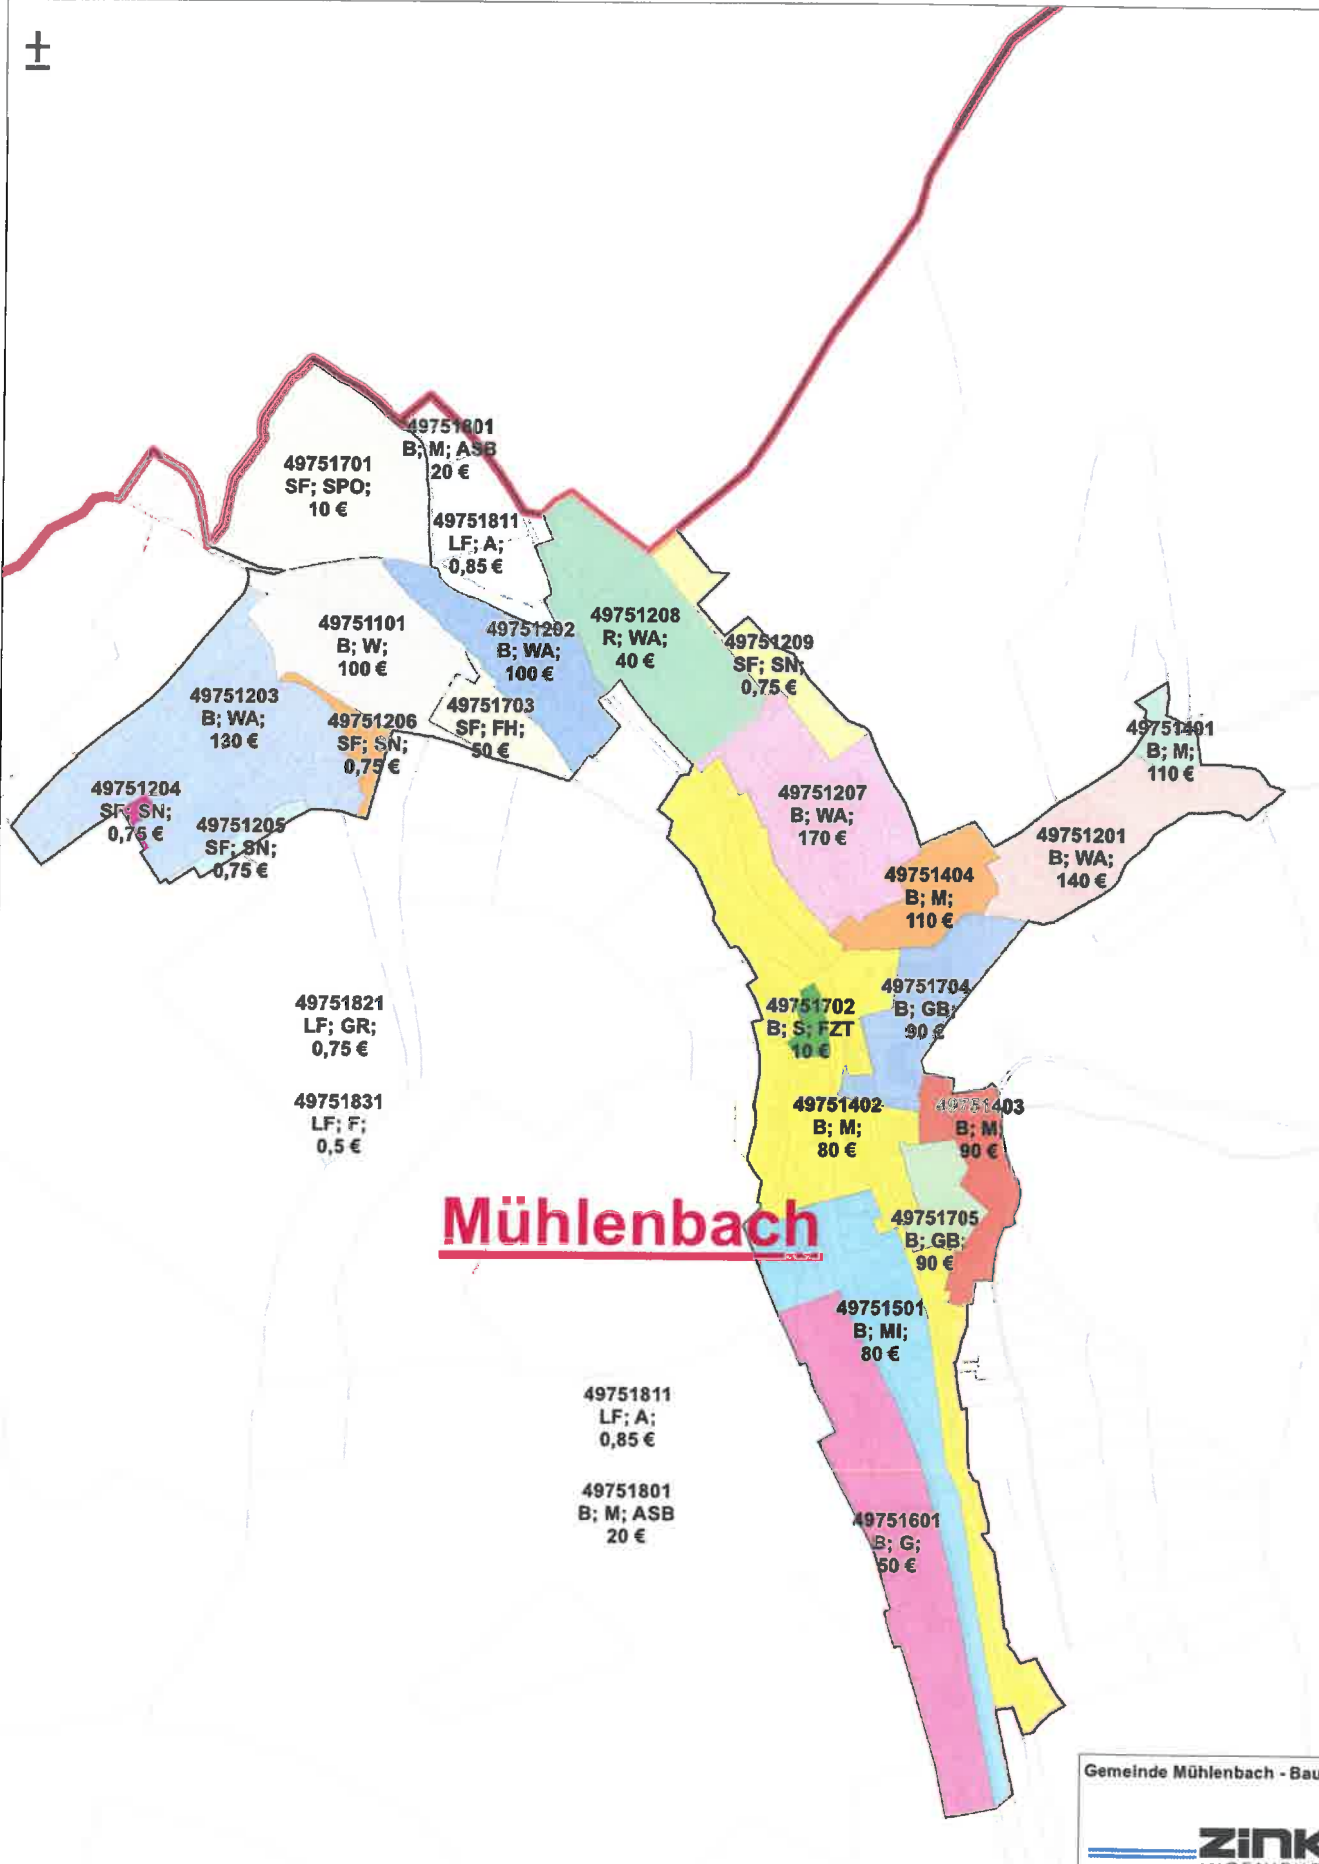 49751801
B; M; ASB
20 €
49751701
SF; SPO;
10 €
49751811
LF; A;
0,85 €
49751101
B; W;
100 €
49751202
B; WA;
100 €
49751208
R; WA;
40 €
49751209
SF; SN;
0,75 €
49751203
B; WA;
130 €
49751206
SF; SN;
0,75 €
49751703
SF; FH;
50 €
49751401
B; M;
110 €
49751204
SF; SN;
0,75 €
49751205
SF; SN;
0,75 €
49751207
B; WA;
170 €
49751201
B; WA;
140 €
49751404
B; M;
110 €
49751704
B; GB;
90 €
49751702
B; S; FZT
10 €
49751821
LF; GR;
0,75 €
49751831
LF; F;
0,5 €
49751402
B; M;
80 €
49751403
B; M;
90 €
Mühlenbach
49751705
B; GB;
90 €
49751501
B; MI;
80 €
49751811
LF; A;
0,85 €
49751801
B; M; ASB
20 €
49751601
B; G;
50 €
Gemeinde Mühlenbach - Bau
ZiNK